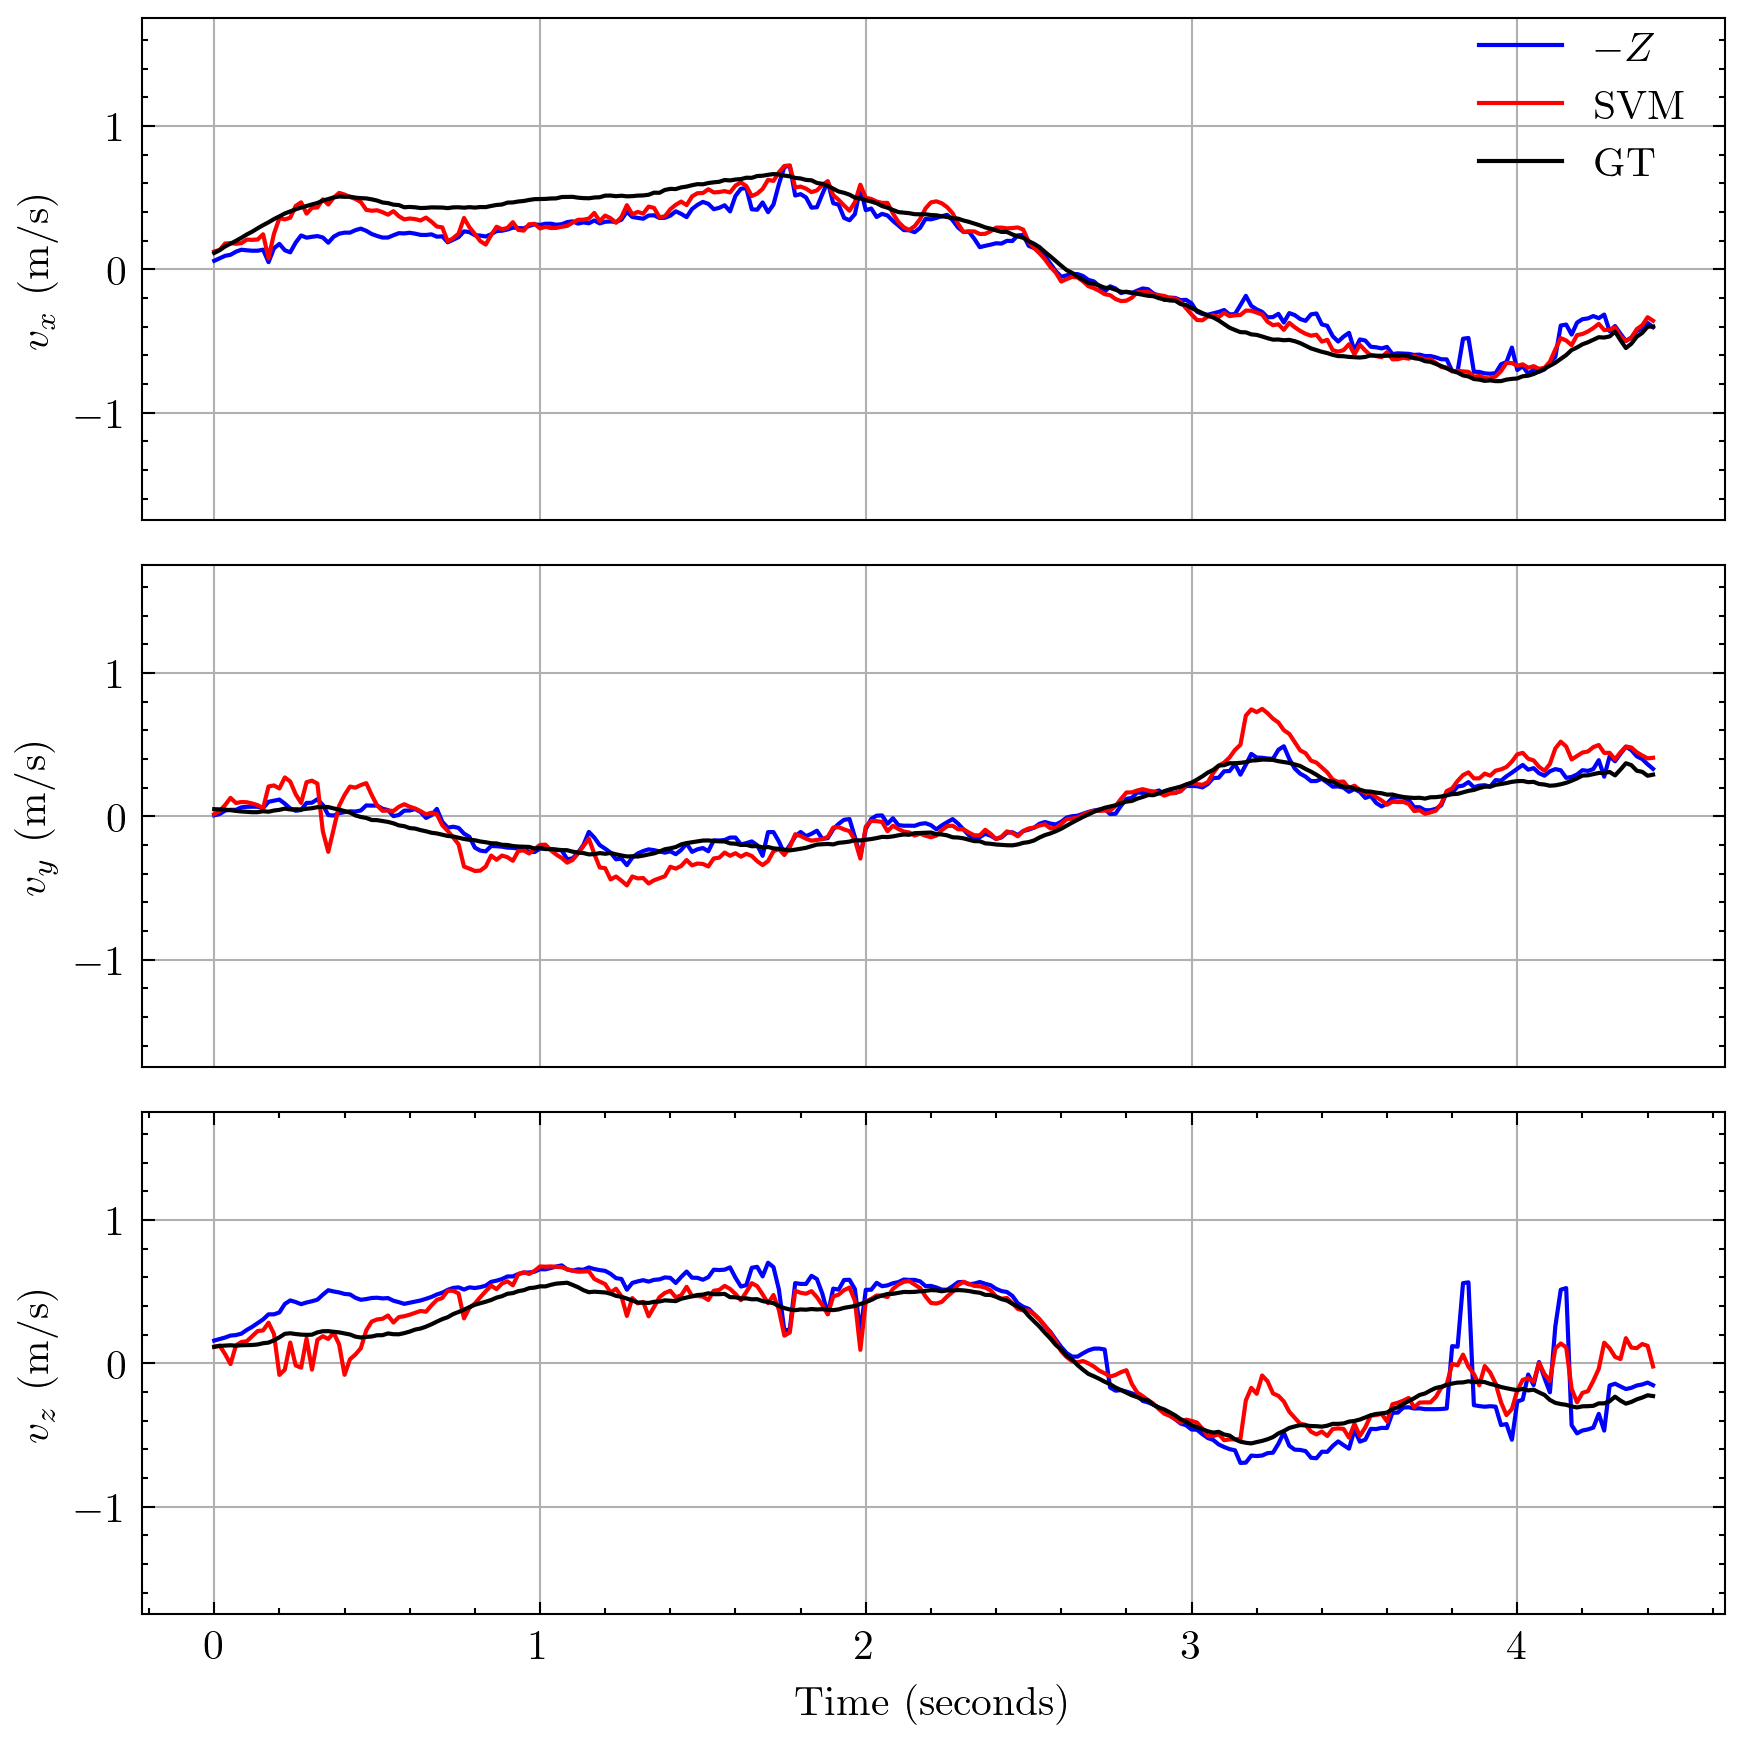 −Z
SVM
GT
1
0
−1
v_x (m/s)
1
0
−1
v_y (m/s)
1
0
−1
v_z (m/s)
0 1 2 3 4
Time (seconds)